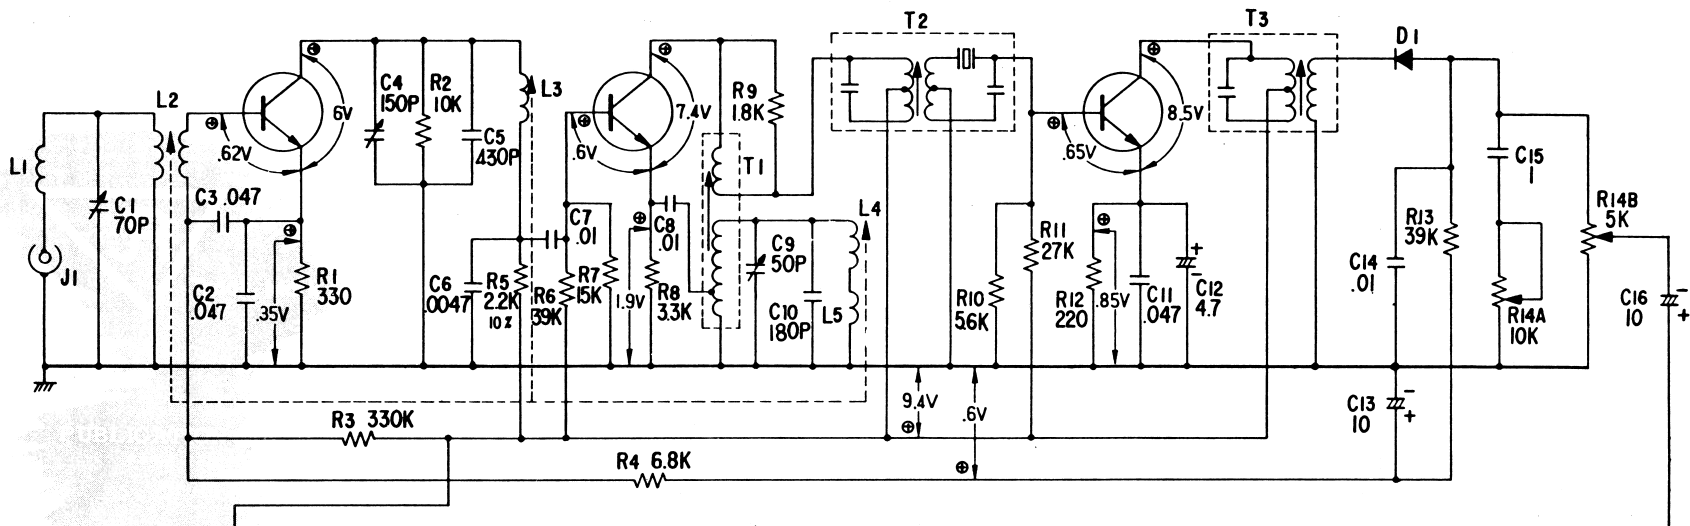 T2
T3
D1
L2
C4
150P
R2
10K
6V
L3
C5
430P
.62V
L1
C1
70P
J1
C3 .047
C2
.047
.35V
R1
330
7.4V
R9
1.8K
.6V
T1
C7
.01
C8
.01
C6
.0047
R5
2.2K
10%
R6
39K
R7
15K
1.9V
R8
3.3K
C9
50P
L4
C10
180P
L5
8.5V
.65V
R11
27K
R10
5.6K
R12
220
.85V
C11
.047
C12
4.7
+
-
C15
1
R14B
5K
R13
39K
C14
.01
R14A
10K
C16
10
-
+
9.4V
.6V
C13
10
-
+
R3 330K
R4 6.8K